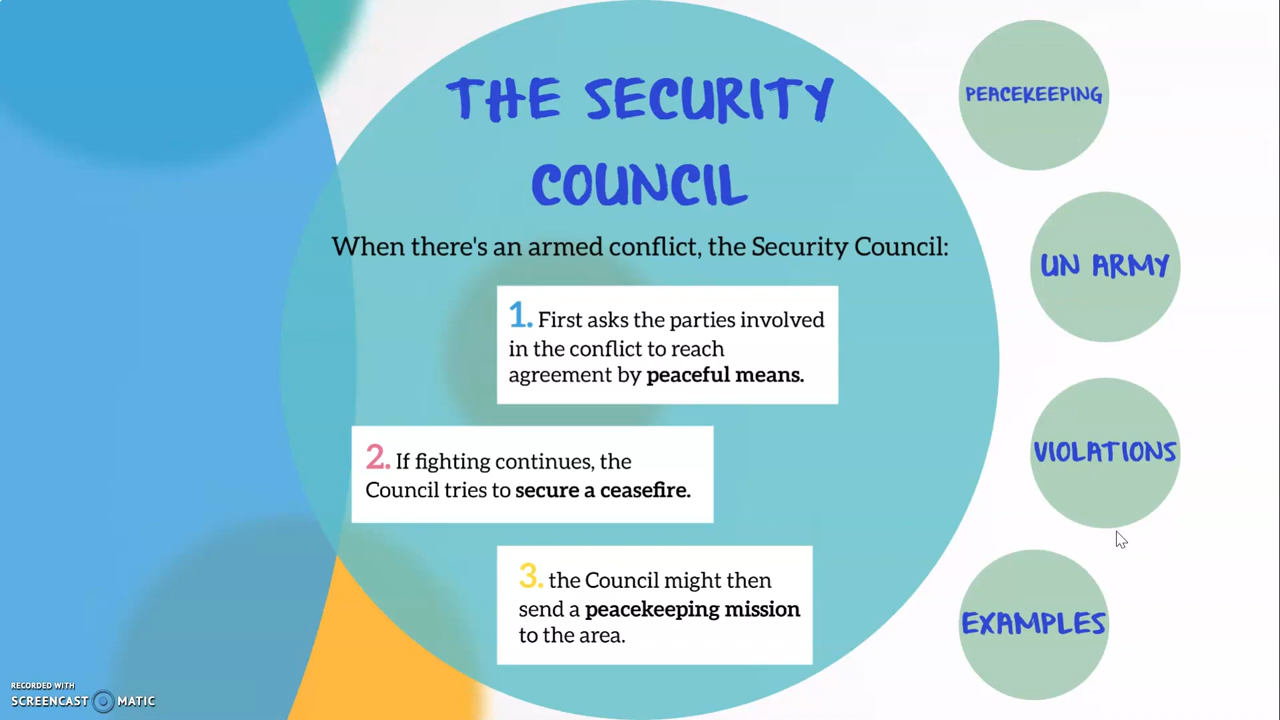 THE SECURITY
COUNCIL
When there's an armed conflict, the Security Council:
1. First asks the parties involved
in the conflict to reach
agreement by peaceful means.
2. If fighting continues, the
Council tries to secure a ceasefire.
3. the Council might then
send a peacekeeping mission
to the area.
PEACEKEEPING
UN ARMY
VIOLATIONS
EXAMPLES
RECORDED WITH
SCREENCAST MATIC